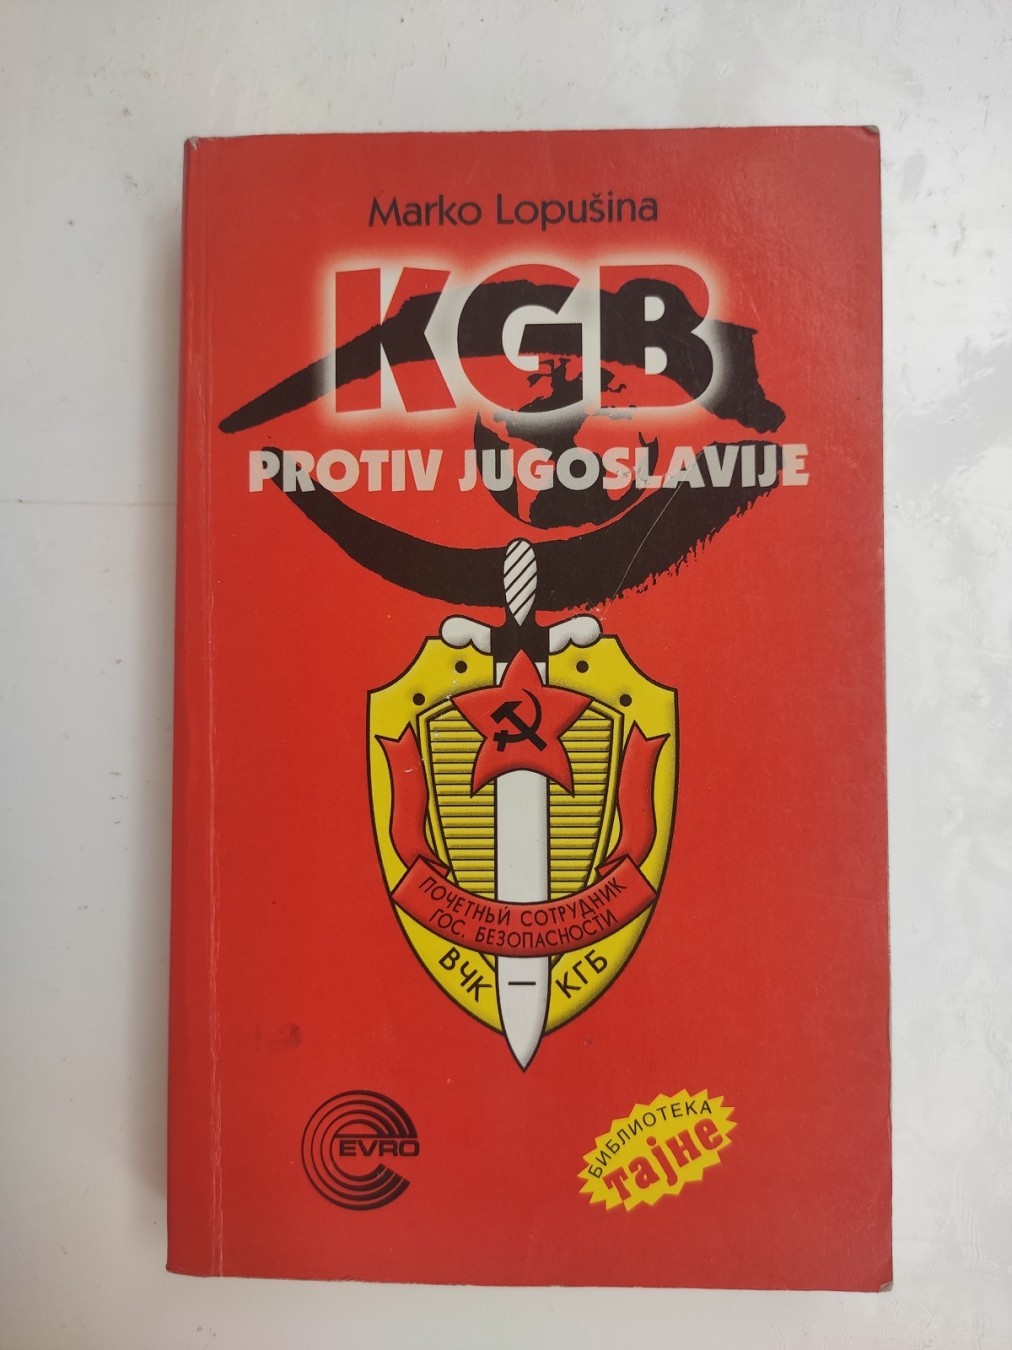 Marko Lopušina
KGB
PROTIV JUGOSLAVIJE
ПОЧЕТНЫЙ СОТРУДНИК
ГОС. БЕЗОПАСНОСТИ
ВЧК — КГБ
EVRO
БИБЛИОТЕКА
тајне